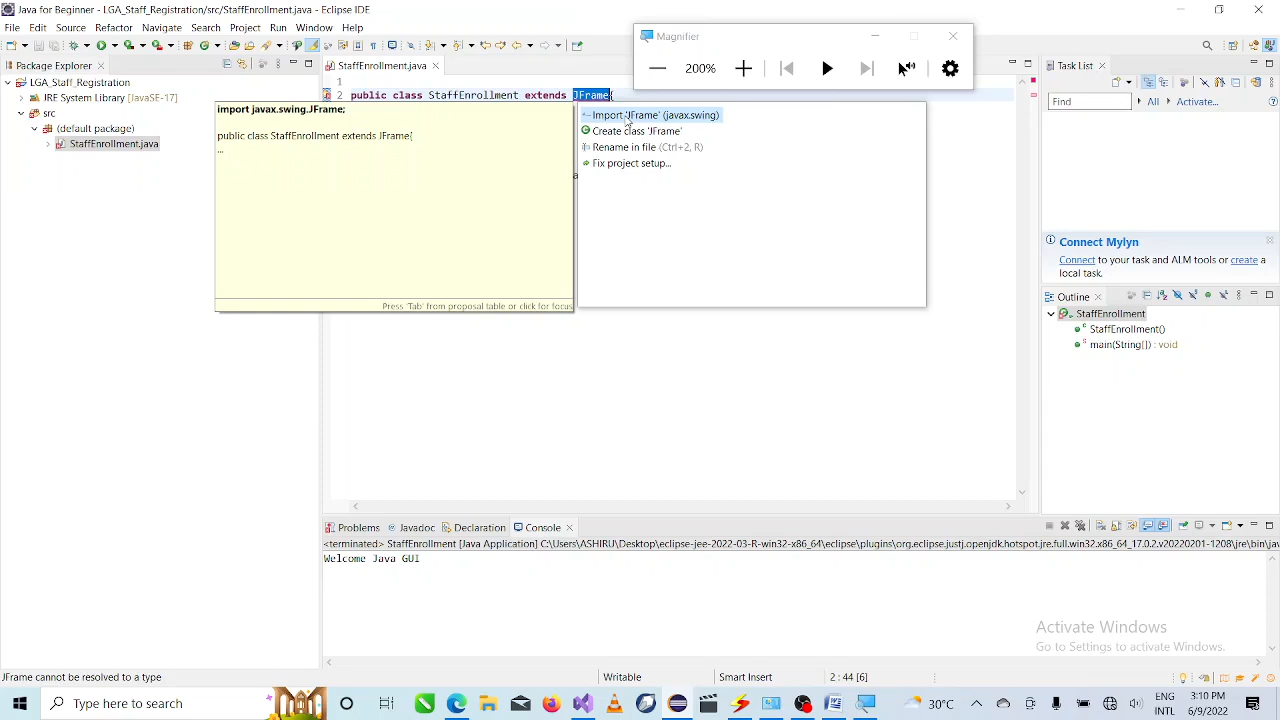 Java for Beginner - LGA_Staff_Registration/src/StaffEnrollment.java - Eclipse IDE
File Edit Source Refactor Navigate Search Project Run Window Help
Magnifier
200%
Package Explorer
LGA_Staff_Registration
JRE System Library [JavaSE-17]
src
(default package)
StaffEnrollment.java
StaffEnrollment.java
1
2 public class StaffEnrollment extends JFrame{
import javax.swing.JFrame;
public class StaffEnrollment extends JFrame{
...
Press 'Tab' from proposal table or click for focus
Import 'JFrame' (javax.swing)
Create class 'JFrame'
Rename in file (Ctrl+2, R)
Fix project setup...
Task List
Find All Activate...
Connect Mylyn
Connect to your task and ALM tools or create a
local task.
Outline
StaffEnrollment
StaffEnrollment()
main(String[]) : void
Problems Javadoc Declaration Console
<terminated> StaffEnrollment [Java Application] C:\Users\ASHIRU\Desktop\eclipse-jee-2022-03-R-win32-x86_64\eclipse\plugins\org.eclipse.justj.openjdk.hotspot.jre.full.win32.x86_64_17.0.2.v20220201-1208\jre\bin\jav
Welcome Java GUI
Activate Windows
Go to Settings to activate Windows.
JFrame cannot be resolved to a type
Writable Smart Insert 2 : 44 [6]
Type here to search
30°C
ENG
INTL
3:10 PM
6/9/2022